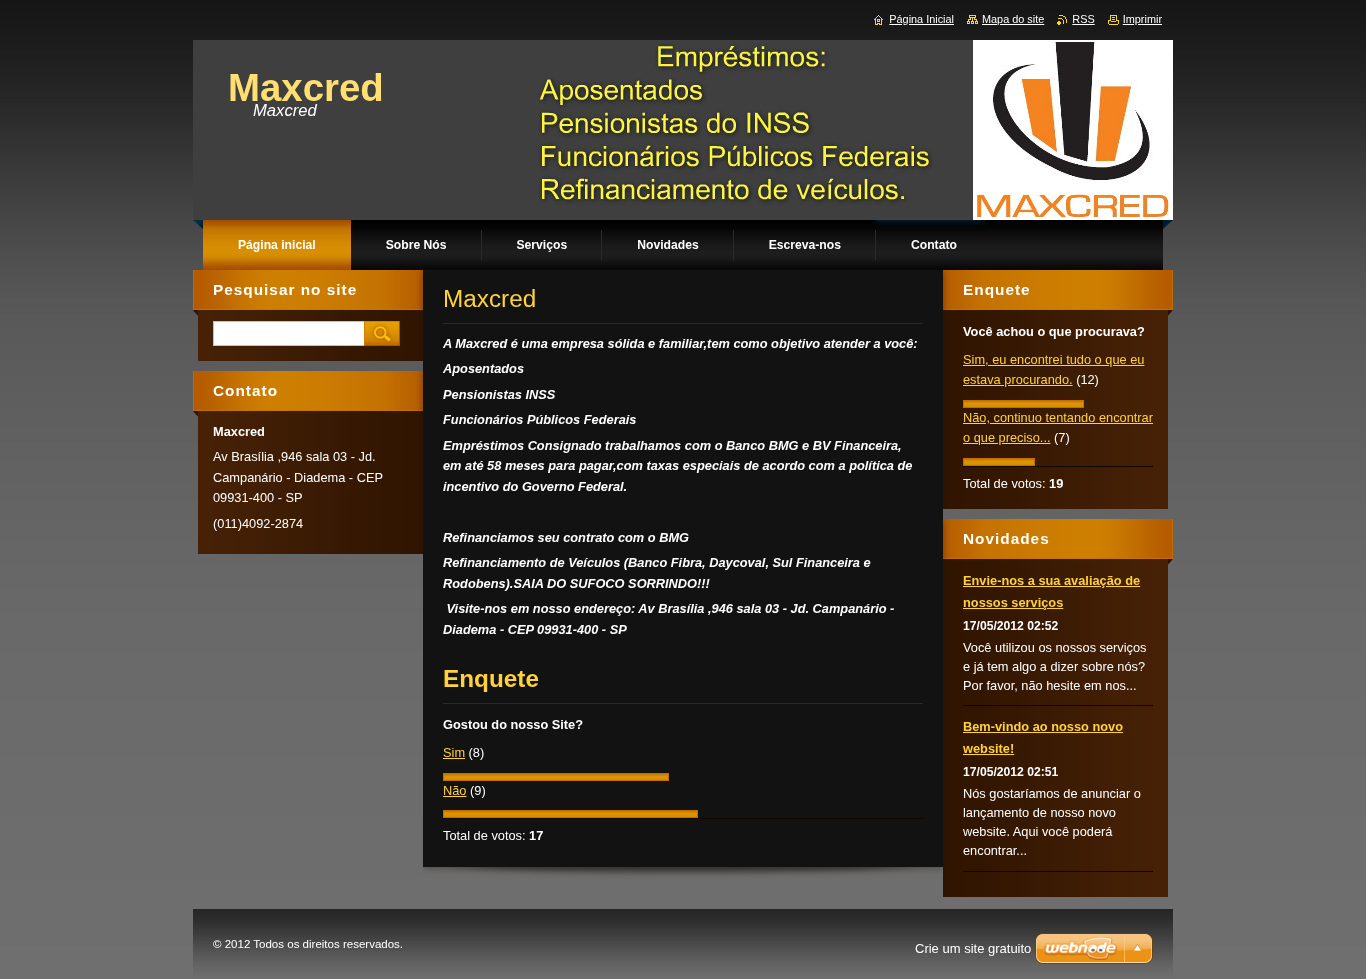 Página Inicial
Mapa do site
RSS
Imprimir
Maxcred
Maxcred
Empréstimos:
Aposentados
Pensionistas do INSS
Funcionários Públicos Federais
Refinanciamento de veículos.
MAXCRED
Página inicial
Sobre Nós
Serviços
Novidades
Escreva-nos
Contato
Pesquisar no site
Contato
Maxcred
Av Brasília ,946 sala 03 - Jd.
Campanário - Diadema - CEP
09931-400 - SP
(011)4092-2874
Maxcred
A Maxcred é uma empresa sólida e familiar,tem como objetivo atender a você:
Aposentados
Pensionistas INSS
Funcionários Públicos Federais
Empréstimos Consignado trabalhamos com o Banco BMG e BV Financeira,
em até 58 meses para pagar,com taxas especiais de acordo com a política de
incentivo do Governo Federal.
Refinanciamos seu contrato com o BMG
Refinanciamento de Veículos (Banco Fibra, Daycoval, Sul Financeira e
Rodobens).SAIA DO SUFOCO SORRINDO!!!
Visite-nos em nosso endereço: Av Brasília ,946 sala 03 - Jd. Campanário -
Diadema - CEP 09931-400 - SP
Enquete
Gostou do nosso Site?
Sim (8)
Não (9)
Total de votos: 17
Enquete
Você achou o que procurava?
Sim, eu encontrei tudo o que eu
estava procurando. (12)
Não, continuo tentando encontrar
o que preciso... (7)
Total de votos: 19
Novidades
Envie-nos a sua avaliação de
nossos serviços
17/05/2012 02:52
Você utilizou os nossos serviços
e já tem algo a dizer sobre nós?
Por favor, não hesite em nos...
Bem-vindo ao nosso novo
website!
17/05/2012 02:51
Nós gostaríamos de anunciar o
lançamento de nosso novo
website. Aqui você poderá
encontrar...
© 2012 Todos os direitos reservados.
Crie um site gratuito
webnode